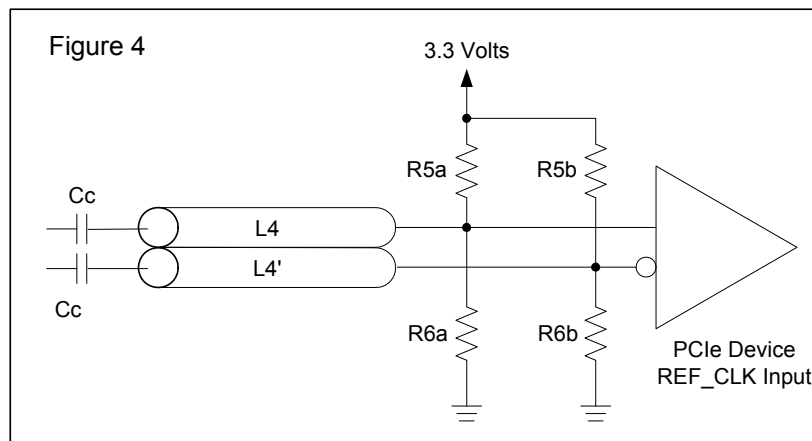 Figure 4
3.3 Volts
R5a
R5b
Cc
L4
L4'
Cc
R6a
R6b
PCIe Device
REF_CLK Input